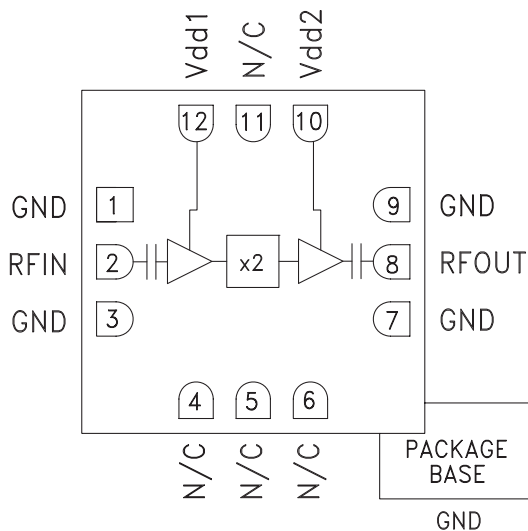 Vdd1
N/C
Vdd2
12
11
10
GND
1
9
GND
RFIN
2
x2
8
RFOUT
GND
3
7
GND
4
5
6
N/C
N/C
N/C
PACKAGE
BASE
GND